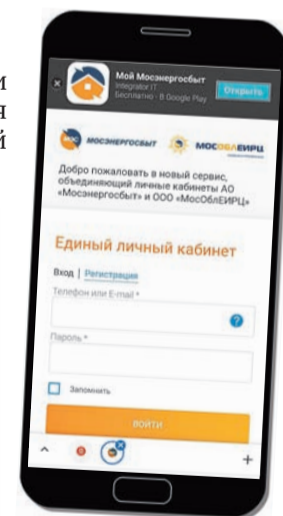 и
я
й
Мой Мосэнергосбыт
Integrator IT
Бесплатно - В Google Play
Открыть
МОСЭНЕРГОСБЫТ
МОСОБЛЕИРЦ
Добро пожаловать в новый сервис,
объединяющий личные кабинеты АО
«Мосэнергосбыт» и ООО «МосОблЕИРЦ»
Единый личный кабинет
Вход | Регистрация
Телефон или E-mail *
?
Пароль *
Запомнить
ВОЙТИ